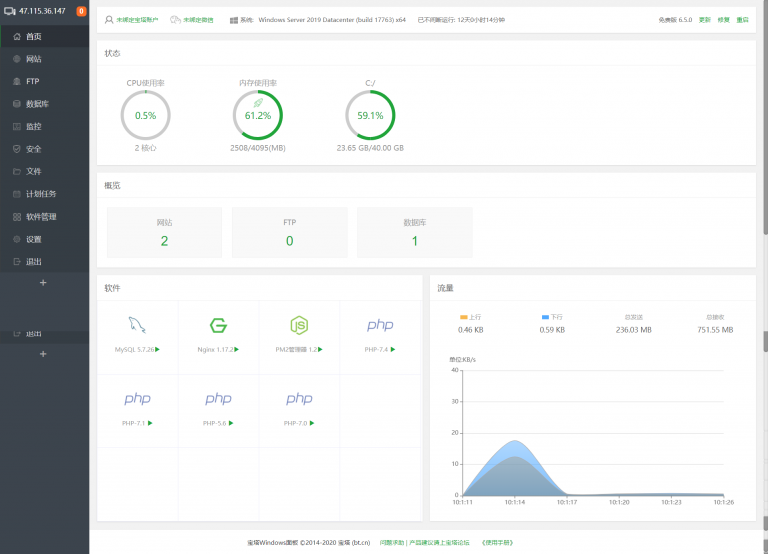 47.115.36.147 0
首页
网站
FTP
数据库
监控
安全
文件
计划任务
软件管理
设置
退出
+
退出
+
未绑定宝塔账户 未绑定微信 系统: Windows Server 2019 Datacenter (build 17763) x64 已不间断运行: 12天0小时14分钟 免费版 6.5.0 更新 修复 重启
状态
CPU使用率 内存使用率 C:/
0.5% 61.2% 59.1%
2 核心 2508/4095(MB) 23.65 GB/40.00 GB
概览
网站 FTP 数据库
2 0 1
软件
JS php
MySQL 5.7.26 Nginx 1.17.2 PM2管理器 1.2 PHP-7.4
php php php
PHP-7.1 PHP-5.6 PHP-7.0
流量
上行 下行 总发送 总接收
0.46 KB 0.59 KB 236.03 MB 751.55 MB
单位:KB/s
40
30
20
10
0
10:1:11 10:1:14 10:1:17 10:1:20 10:1:23 10:1:26
宝塔Windows面板 ©2014-2020 宝塔 (bt.cn) 问题求助 | 产品建议请上宝塔论坛 《使用手册》